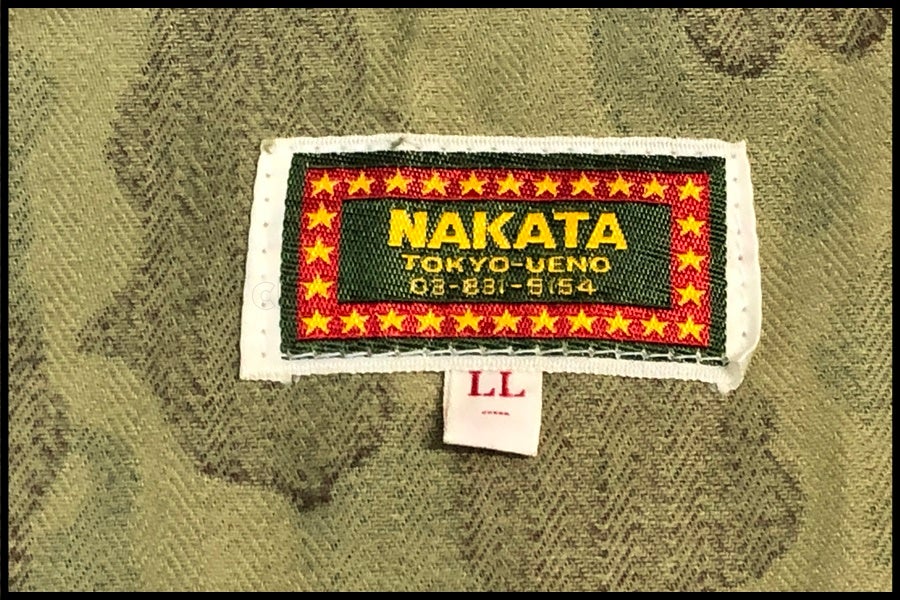 NAKATA
TOKYO-UENO
03-831-5154
LL